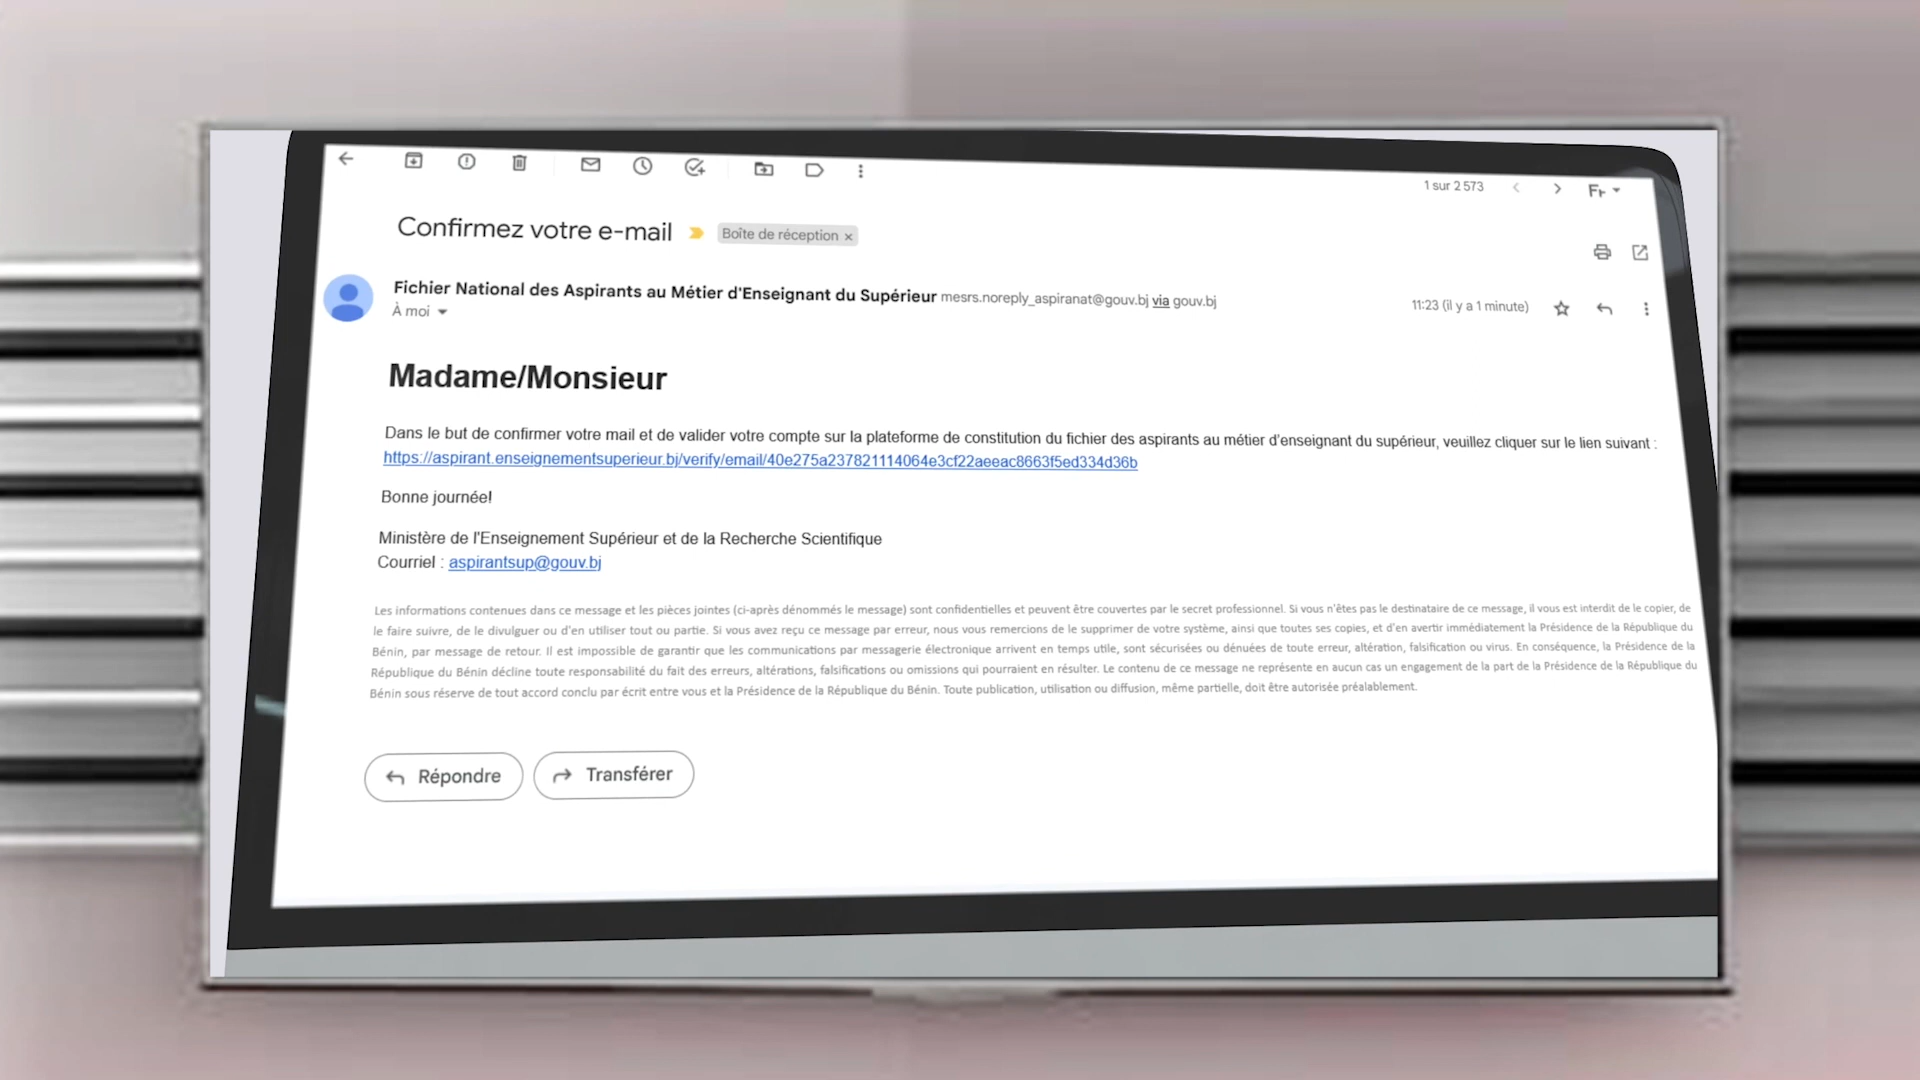 1 sur 2 573
Fr
Confirmez votre e-mail
Boîte de réception ×
Fichier National des Aspirants au Métier d'Enseignant du Supérieur mesrs.noreply_aspiranat@gouv.bj via gouv.bj
11:23 (il y a 1 minute)
À moi
Madame/Monsieur
Dans le but de confirmer votre mail et de valider votre compte sur la plateforme de constitution du fichier des aspirants au métier d'enseignant du supérieur, veuillez cliquer sur le lien suivant :
https://aspirant.enseignementsuperieur.bj/verify/email/40e275a237821114064e3cf22aeeac8663f5ed334d36b
Bonne journée!
Ministère de l'Enseignement Supérieur et de la Recherche Scientifique
Courriel : aspirantsup@gouv.bj
Les informations contenues dans ce message et les pièces jointes (ci-après dénommés le message) sont confidentielles et peuvent être couvertes par le secret professionnel. Si vous n'êtes pas le destinataire de ce message, il vous est interdit de le copier, de
le faire suivre, de le divulguer ou d'en utiliser tout ou partie. Si vous avez reçu ce message par erreur, nous vous remercions de le supprimer de votre système, ainsi que toutes ses copies, et d'en avertir immédiatement la Présidence de la République du
Bénin, par message de retour. Il est impossible de garantir que les communications par messagerie électronique arrivent en temps utile, sont sécurisées ou dénuées de toute erreur, altération, falsification ou virus. En conséquence, la Présidence de la
République du Bénin décline toute responsabilité du fait des erreurs, altérations, falsifications ou omissions qui pourraient en résulter. Le contenu de ce message ne représente en aucun cas un engagement de la part de la Présidence de la République du
Bénin sous réserve de tout accord conclu par écrit entre vous et la Présidence de la République du Bénin. Toute publication, utilisation ou diffusion, même partielle, doit être autorisée préalablement.
Répondre
Transférer